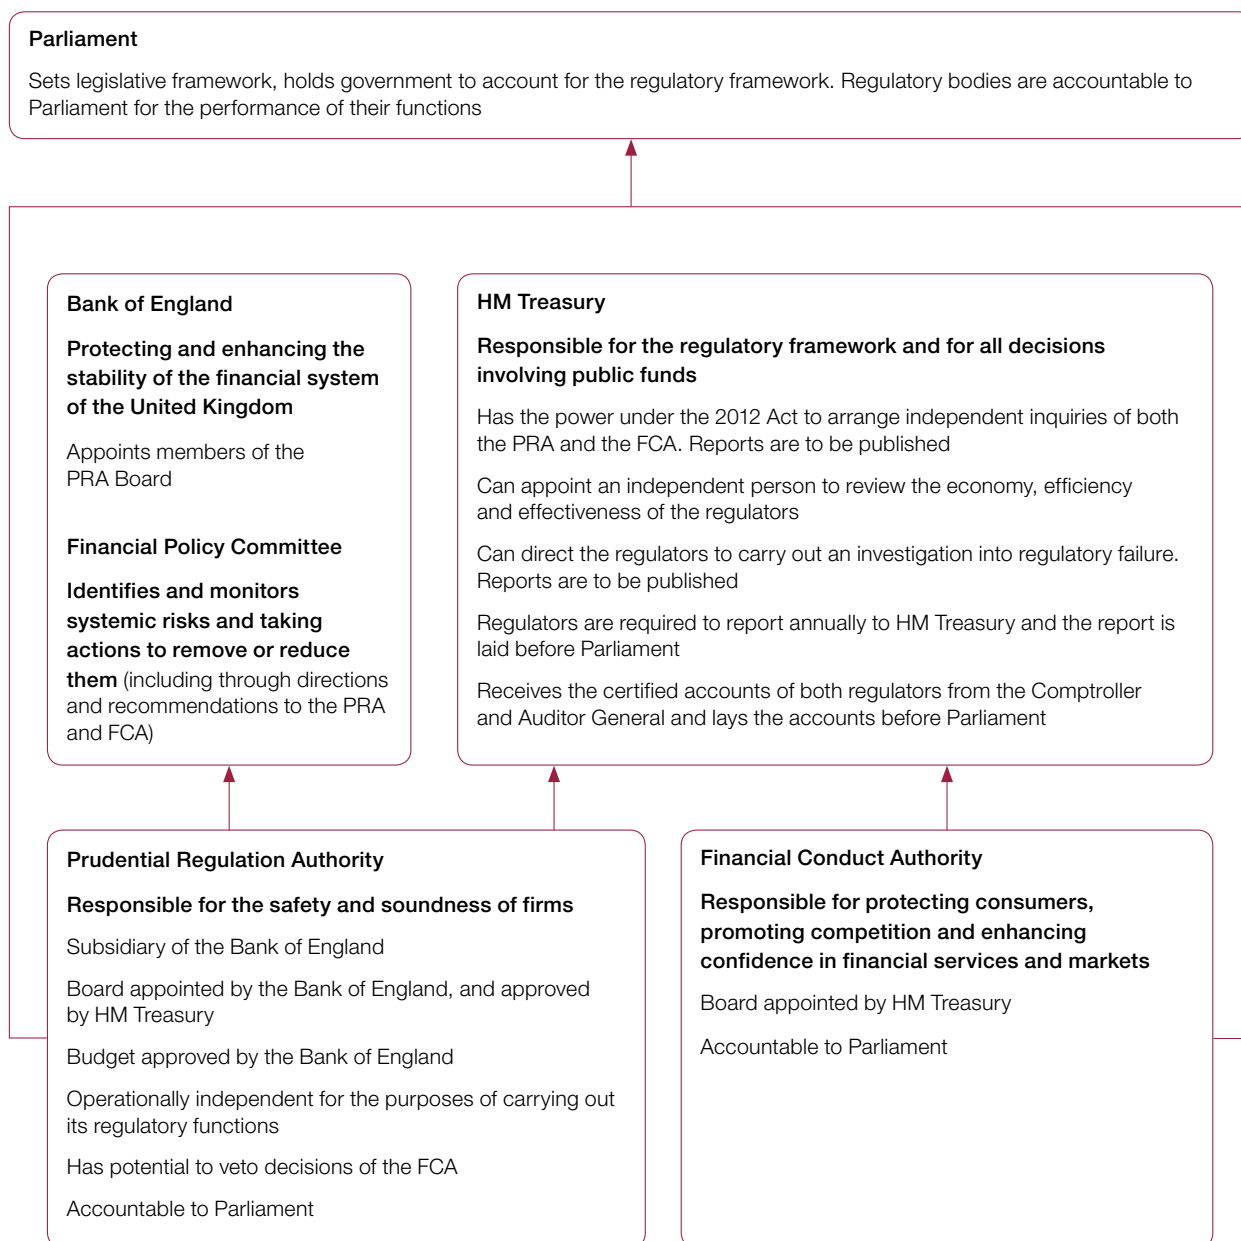 Parliament
Sets legislative framework, holds government to account for the regulatory framework. Regulatory bodies are accountable to
Parliament for the performance of their functions
Bank of England
Protecting and enhancing the
stability of the financial system
of the United Kingdom
Appoints members of the
PRA Board
Financial Policy Committee
Identifies and monitors
systemic risks and taking
actions to remove or reduce
them (including through directions
and recommendations to the PRA
and FCA)
HM Treasury
Responsible for the regulatory framework and for all decisions
involving public funds
Has the power under the 2012 Act to arrange independent inquiries of both
the PRA and the FCA. Reports are to be published
Can appoint an independent person to review the economy, efficiency
and effectiveness of the regulators
Can direct the regulators to carry out an investigation into regulatory failure.
Reports are to be published
Regulators are required to report annually to HM Treasury and the report is
laid before Parliament
Receives the certified accounts of both regulators from the Comptroller
and Auditor General and lays the accounts before Parliament
Prudential Regulation Authority
Responsible for the safety and soundness of firms
Subsidiary of the Bank of England
Board appointed by the Bank of England, and approved
by HM Treasury
Budget approved by the Bank of England
Operationally independent for the purposes of carrying out
its regulatory functions
Has potential to veto decisions of the FCA
Accountable to Parliament
Financial Conduct Authority
Responsible for protecting consumers,
promoting competition and enhancing
confidence in financial services and markets
Board appointed by HM Treasury
Accountable to Parliament